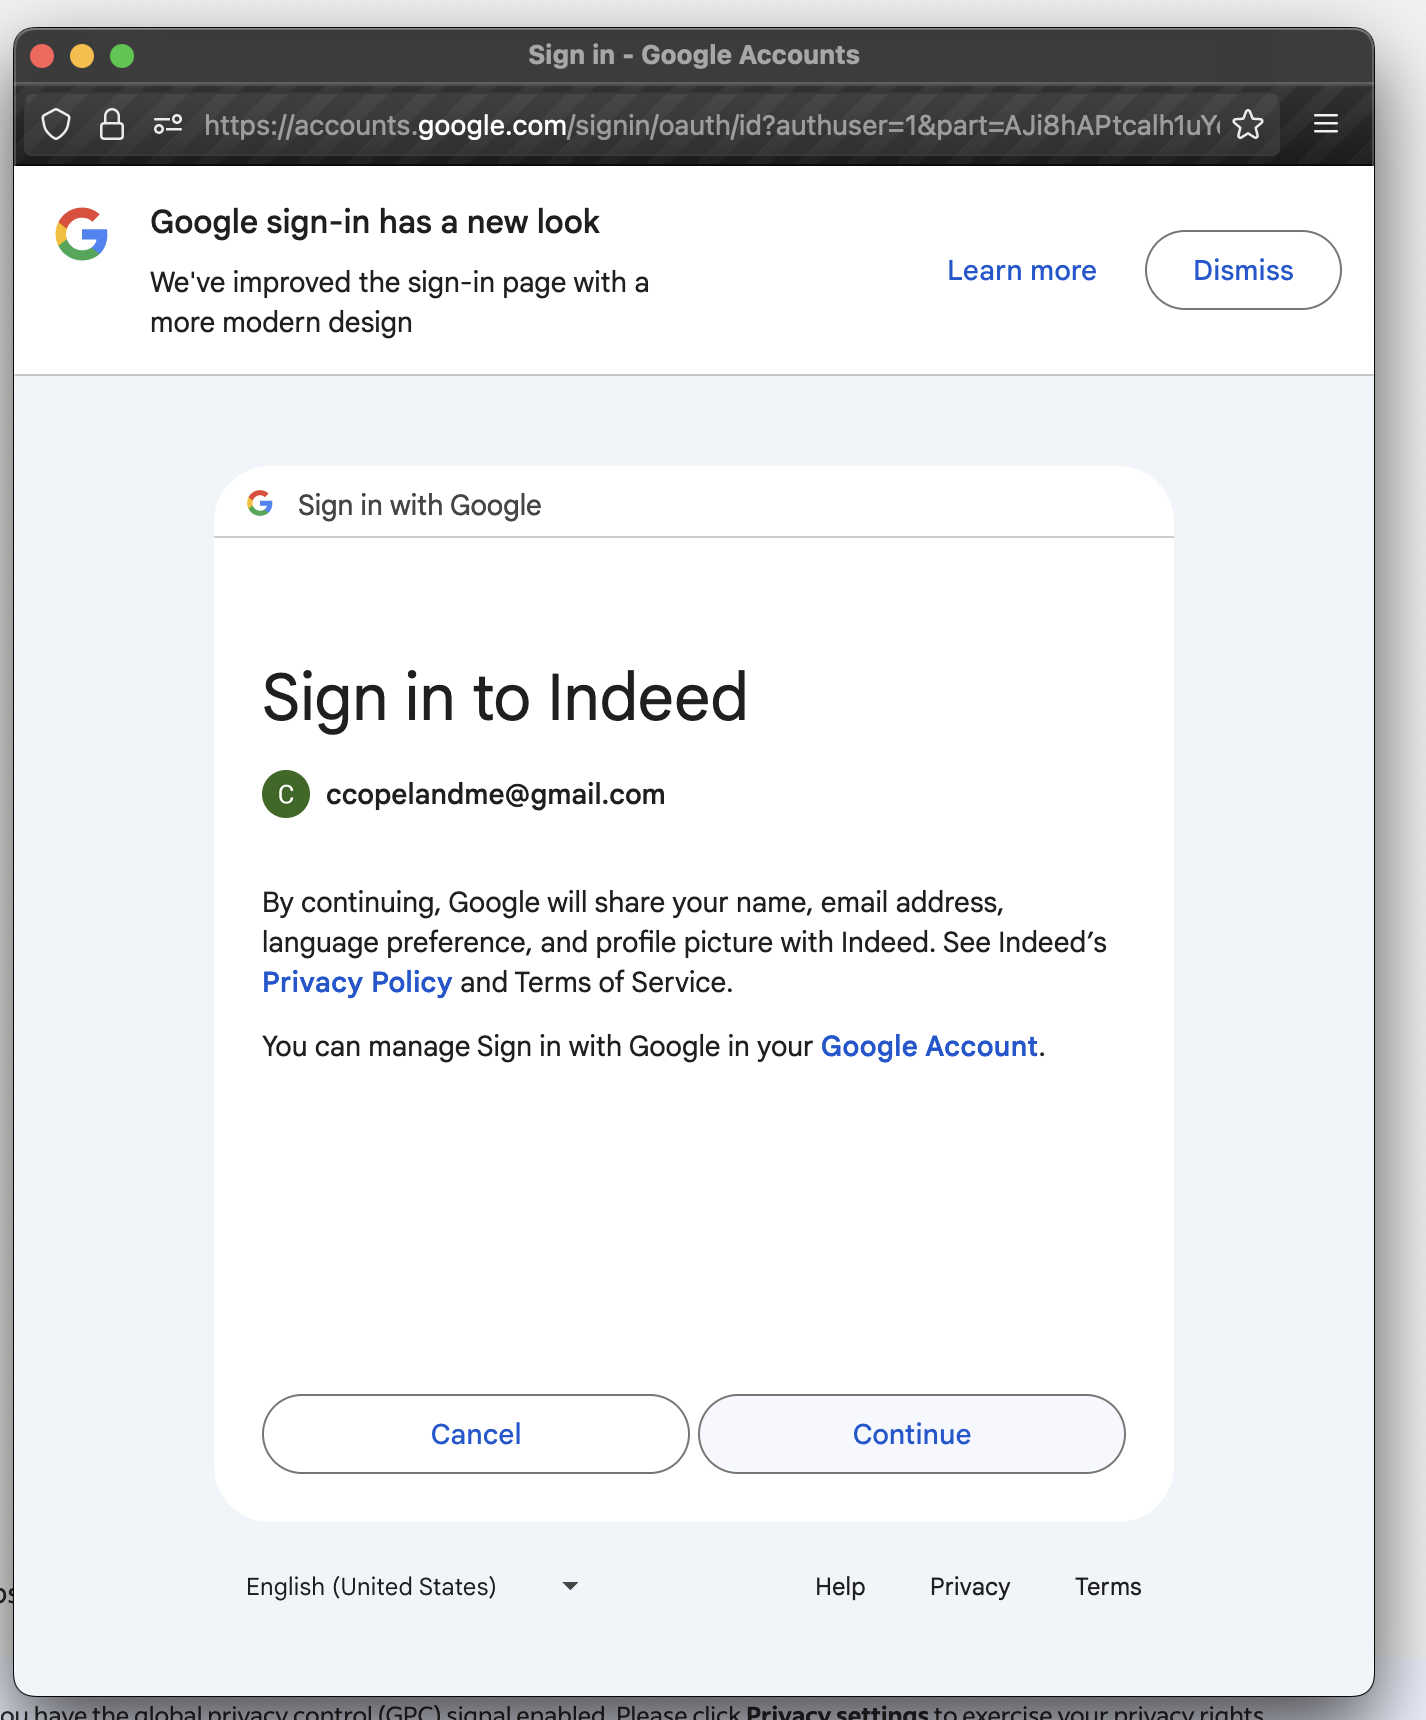 Sign in - Google Accounts
https://accounts.google.com/signin/oauth/id?authuser=1&part=AJi8hAPtcalh1uY
Google sign-in has a new look
We've improved the sign-in page with a
more modern design
Learn more
Dismiss
Sign in with Google
Sign in to Indeed
C
ccopelandme@gmail.com
By continuing, Google will share your name, email address,
language preference, and profile picture with Indeed. See Indeed’s
Privacy Policy and Terms of Service.
You can manage Sign in with Google in your Google Account.
Cancel
Continue
English (United States)
Help
Privacy
Terms
ou have the global privacy control (GPC) signal enabled. Please click Privacy settings to exercise your privacy rights